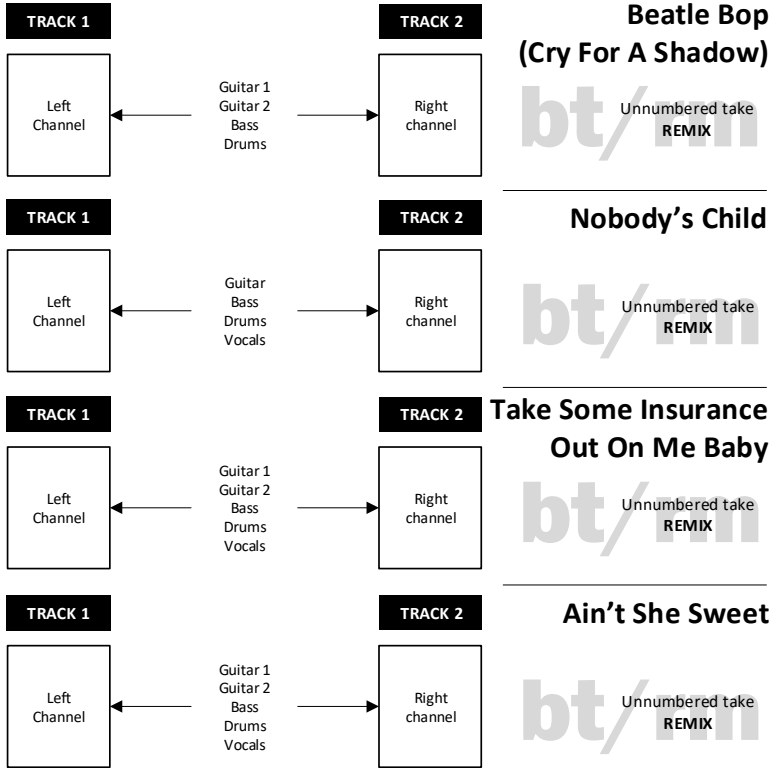 TRACK 1
TRACK 2
Beatle Bop
(Cry For A Shadow)
Left
Channel
Guitar 1
Guitar 2
Bass
Drums
Right
channel
bt/rm
Unnumbered take
REMIX
TRACK 1
TRACK 2
Nobody’s Child
Left
Channel
Guitar
Bass
Drums
Vocals
Right
channel
bt/rm
Unnumbered take
REMIX
TRACK 1
TRACK 2
Take Some Insurance
Out On Me Baby
Left
Channel
Guitar 1
Guitar 2
Bass
Drums
Vocals
Right
channel
bt/rm
Unnumbered take
REMIX
TRACK 1
TRACK 2
Ain’t She Sweet
Left
Channel
Guitar 1
Guitar 2
Bass
Drums
Vocals
Right
channel
bt/rm
Unnumbered take
REMIX